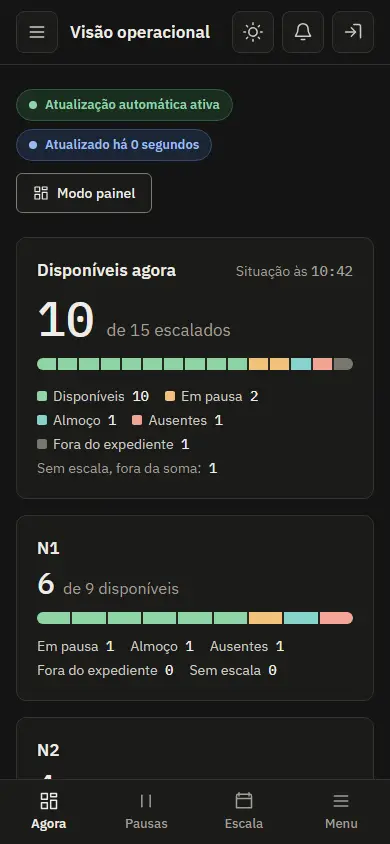 Visão operacional
Atualização automática ativa
Atualizado há 0 segundos
Modo painel
Disponíveis agora
Situação às 10:42
10 de 15 escalados
Disponíveis 10 Em pausa 2
Almoço 1 Ausentes 1
Fora do expediente 1
Sem escala, fora da soma: 1
N1
6 de 9 disponíveis
Em pausa 1 Almoço 1 Ausentes 1
Fora do expediente 0 Sem escala 0
N2
Agora Pausas Escala Menu